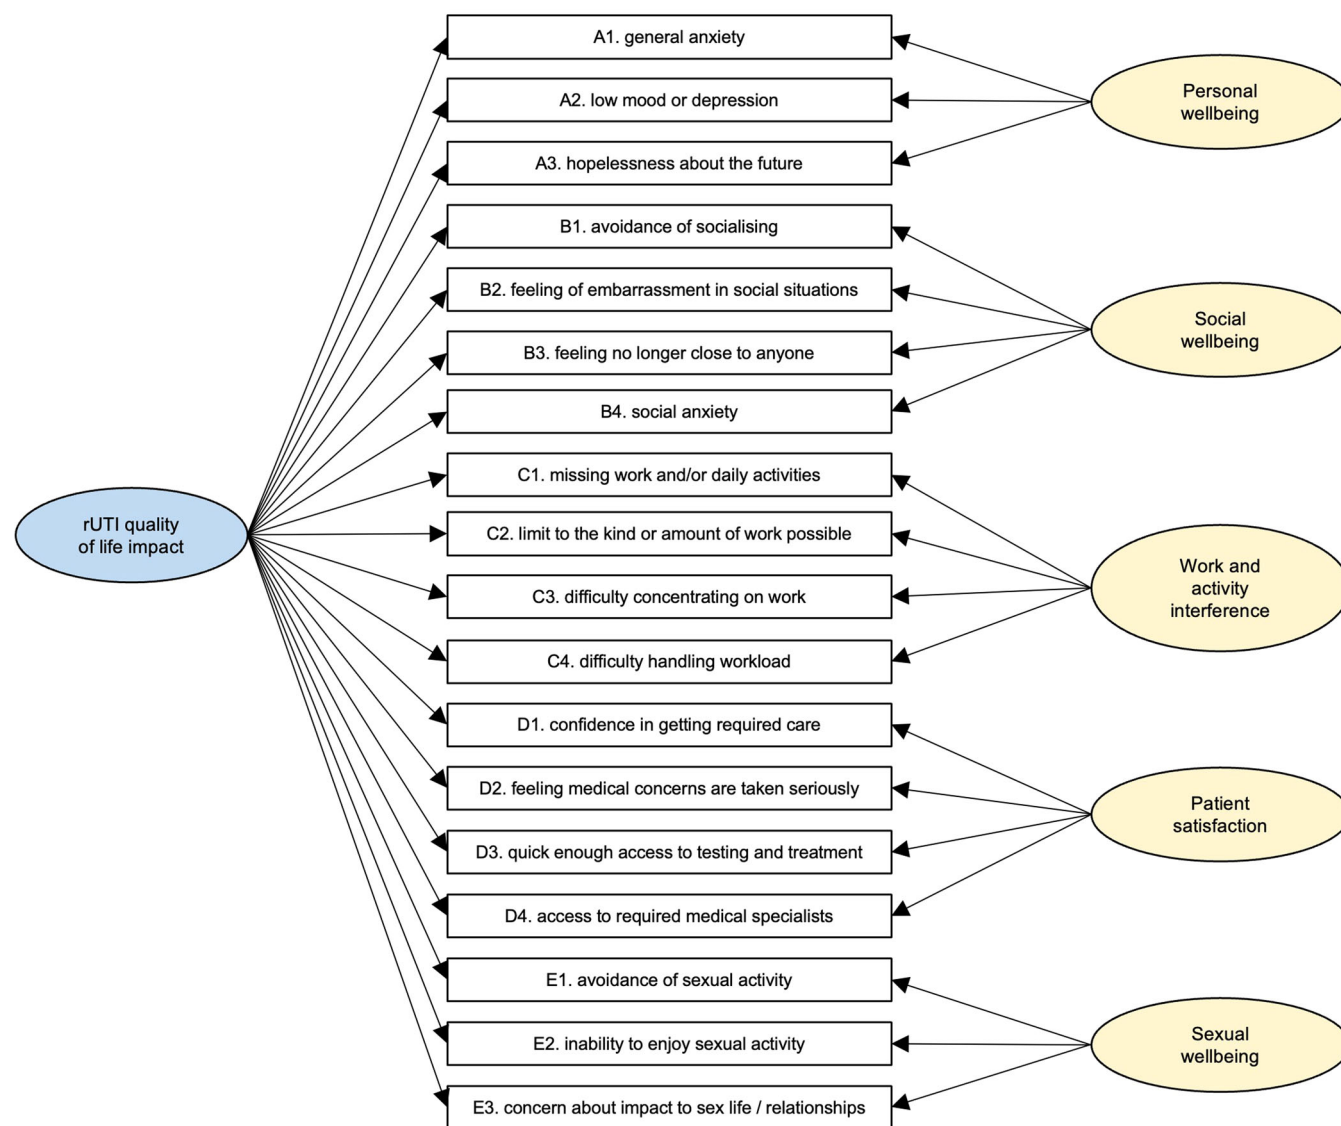 A1. general anxiety
A2. low mood or depression
A3. hopelessness about the future
B1. avoidance of socialising
B2. feeling of embarrassment in social situations
B3. feeling no longer close to anyone
B4. social anxiety
C1. missing work and/or daily activities
C2. limit to the kind or amount of work possible
C3. difficulty concentrating on work
C4. difficulty handling workload
D1. confidence in getting required care
D2. feeling medical concerns are taken seriously
D3. quick enough access to testing and treatment
D4. access to required medical specialists
E1. avoidance of sexual activity
E2. inability to enjoy sexual activity
E3. concern about impact to sex life / relationships
rUTI quality
of life impact
Personal
wellbeing
Social
wellbeing
Work and
activity
interference
Patient
satisfaction
Sexual
wellbeing